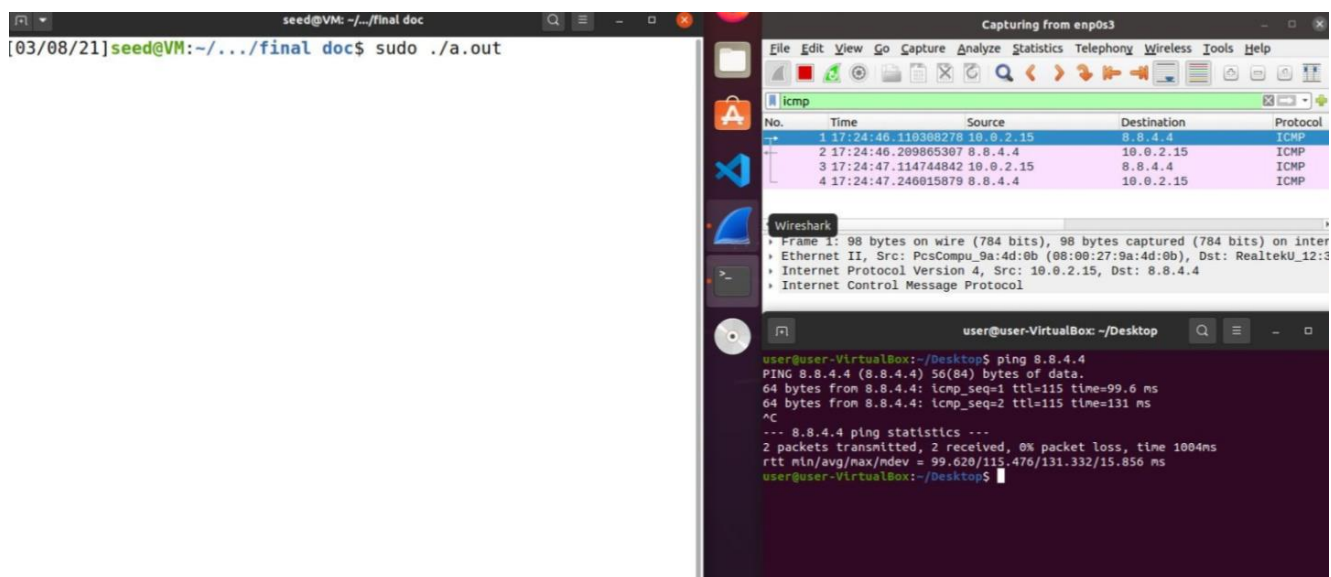 seed@VM: ~/.../final doc
[03/08/21]seed@VM:~/.../final doc$ sudo ./a.out
Capturing from enp0s3
File Edit View Go Capture Analyze Statistics Telephony Wireless Tools Help
icmp
No. Time Source Destination Protocol
1 17:24:46.110308278 10.0.2.15 8.8.4.4 ICMP
2 17:24:46.209865307 8.8.4.4 10.0.2.15 ICMP
3 17:24:47.114744842 10.0.2.15 8.8.4.4 ICMP
4 17:24:47.246015879 8.8.4.4 10.0.2.15 ICMP
Wireshark
Frame 1: 98 bytes on wire (784 bits), 98 bytes captured (784 bits) on inter
Ethernet II, Src: PcsCompu_9a:4d:0b (08:00:27:9a:4d:0b), Dst: RealtekU_12:3
Internet Protocol Version 4, Src: 10.0.2.15, Dst: 8.8.4.4
Internet Control Message Protocol
user@user-VirtualBox: ~/Desktop
user@user-VirtualBox:~/Desktop$ ping 8.8.4.4
PING 8.8.4.4 (8.8.4.4) 56(84) bytes of data.
64 bytes from 8.8.4.4: icmp_seq=1 ttl=115 time=99.6 ms
64 bytes from 8.8.4.4: icmp_seq=2 ttl=115 time=131 ms
^C
--- 8.8.4.4 ping statistics ---
2 packets transmitted, 2 received, 0% packet loss, time 1004ms
rtt min/avg/max/mdev = 99.620/115.476/131.332/15.856 ms
user@user-VirtualBox:~/Desktop$